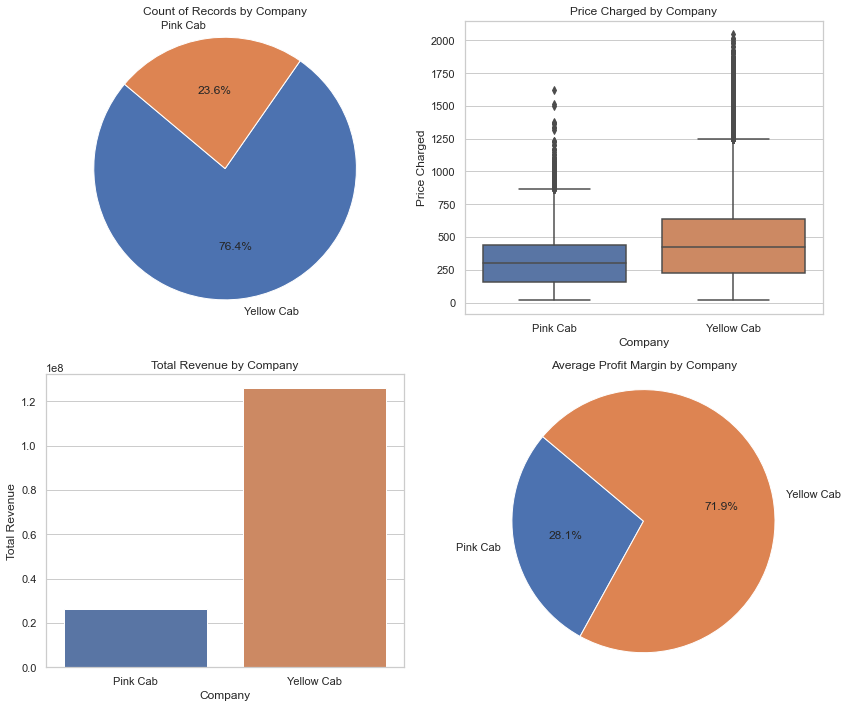 Count of Records by Company
Pink Cab
23.6%
76.4%
Yellow Cab
Price Charged by Company
2000
1750
1500
1250
1000
750
500
250
0
Price Charged
Pink Cab
Yellow Cab
Company
Total Revenue by Company
1e8
1.2
1.0
0.8
0.6
0.4
0.2
0.0
Total Revenue
Pink Cab
Yellow Cab
Company
Average Profit Margin by Company
Yellow Cab
71.9%
28.1%
Pink Cab